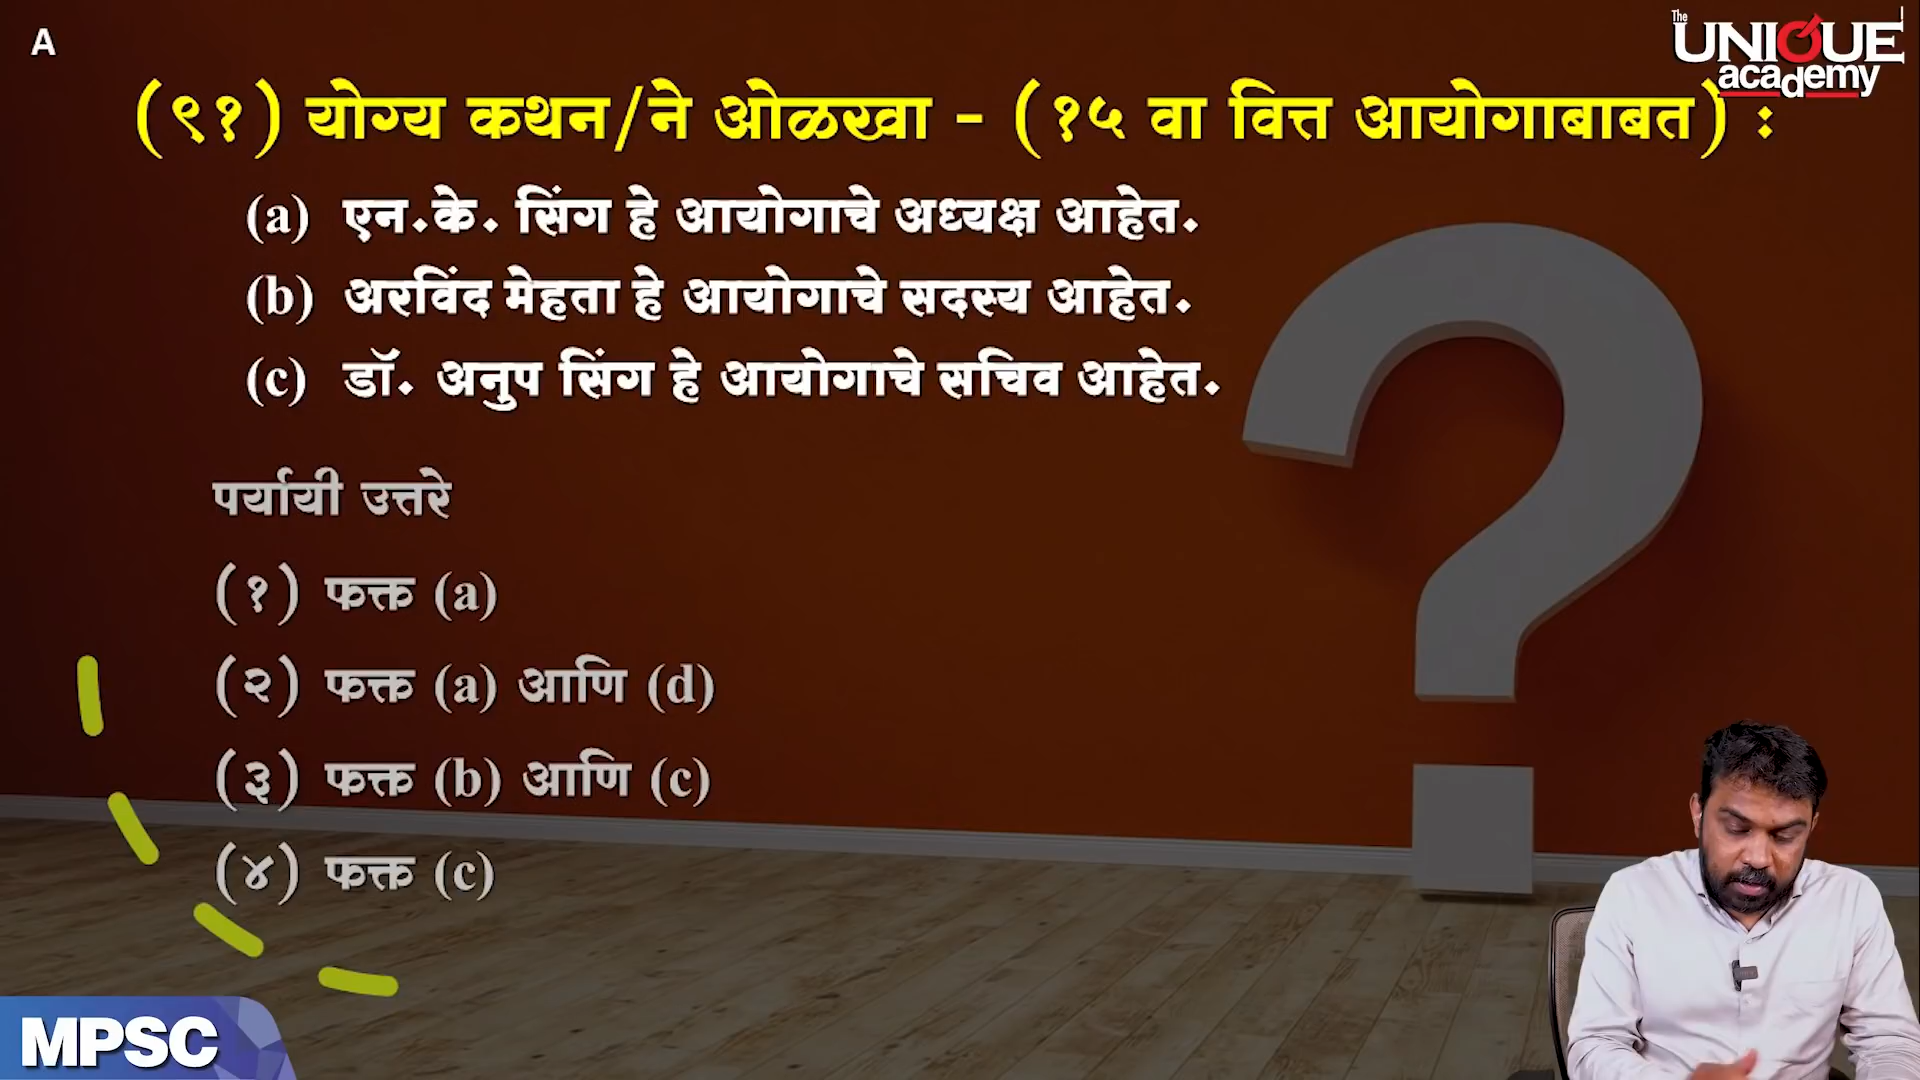 A
The
UNIQUE
academy
(९१) योग्य कथन/ने ओळखा - (१५ वा वित्त आयोगाबाबत) :
(a) एन.के. सिंग हे आयोगाचे अध्यक्ष आहेत.
(b) अरविंद मेहता हे आयोगाचे सदस्य आहेत.
(c) डॉ. अनुप सिंग हे आयोगाचे सचिव आहेत.
पर्यायी उत्तरे
(१) फक्त (a)
(२) फक्त (a) आणि (d)
(३) फक्त (b) आणि (c)
(४) फक्त (c)
MPSC